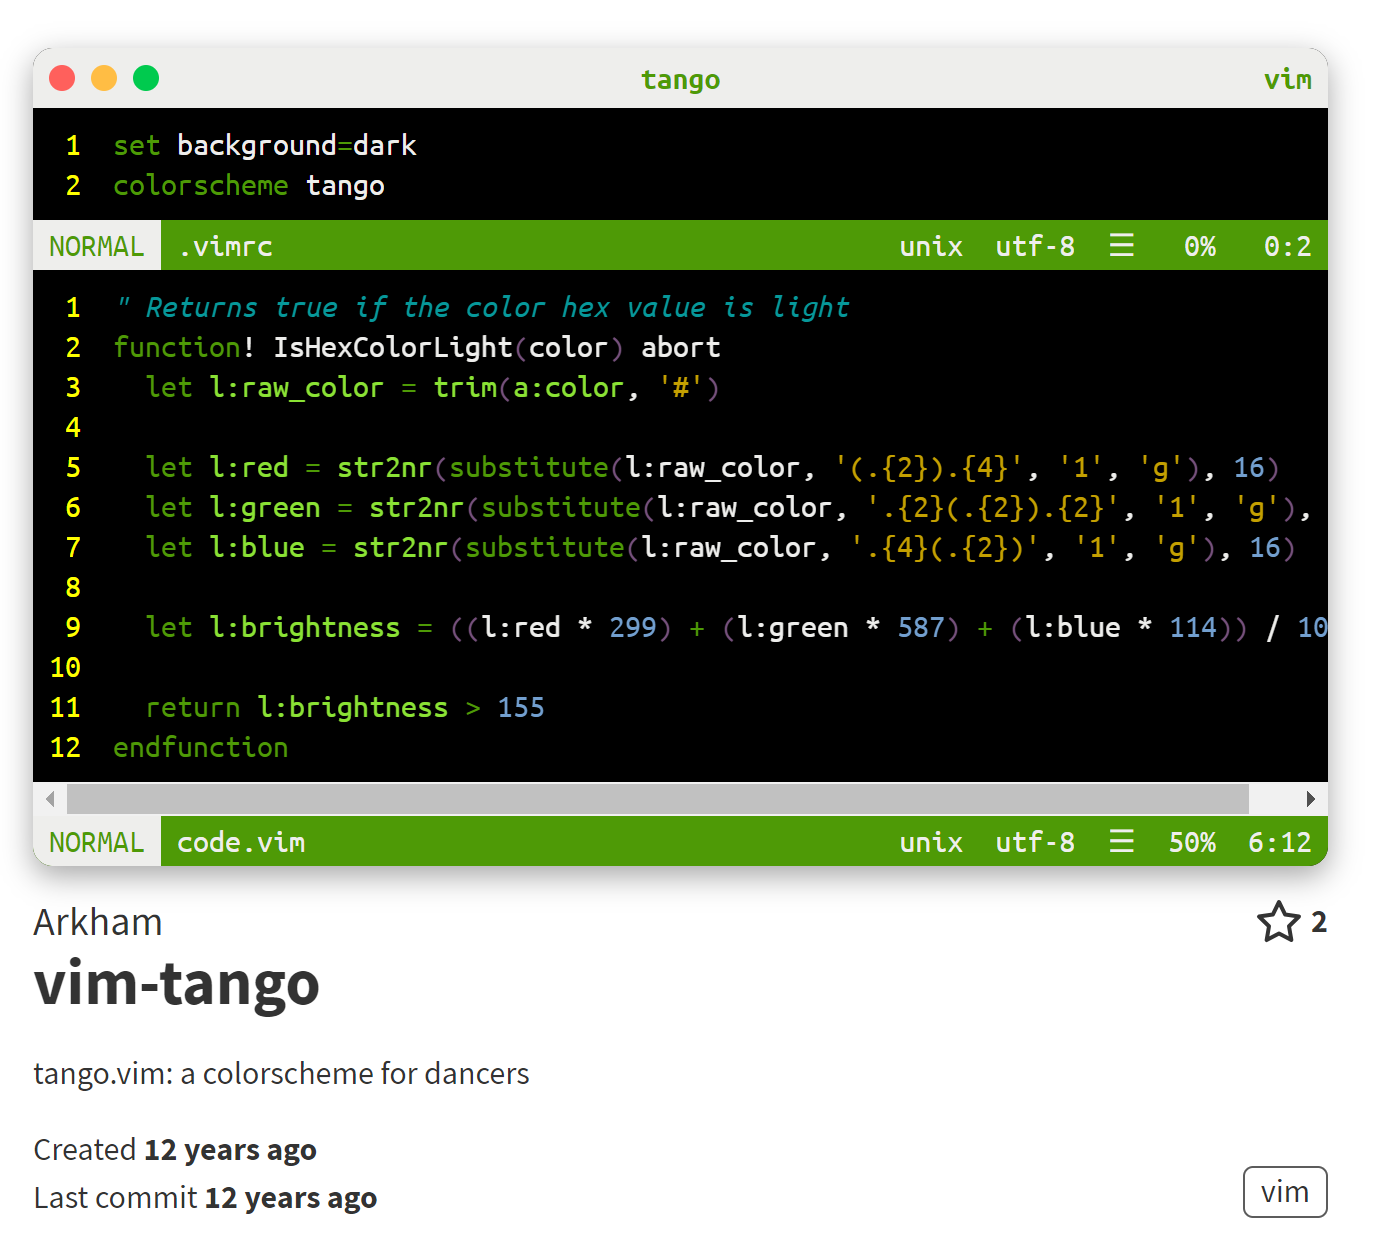 tango vim
1 set background=dark
2 colorscheme tango
NORMAL .vimrc unix utf-8 ☰ 0% 0:2
1 " Returns true if the color hex value is light
2 function! IsHexColorLight(color) abort
3   let l:raw_color = trim(a:color, '#')
4
5   let l:red = str2nr(substitute(l:raw_color, '(.{2}).{4}', '1', 'g'), 16)
6   let l:green = str2nr(substitute(l:raw_color, '.{2}(.{2}).{2}', '1', 'g'),
7   let l:blue = str2nr(substitute(l:raw_color, '.{4}(.{2})', '1', 'g'), 16)
8
9   let l:brightness = ((l:red * 299) + (l:green * 587) + (l:blue * 114)) / 10
10
11   return l:brightness > 155
12 endfunction
NORMAL code.vim unix utf-8 ☰ 50% 6:12
Arkham 2
vim-tango
tango.vim: a colorscheme for dancers
Created 12 years ago
Last commit 12 years ago
vim